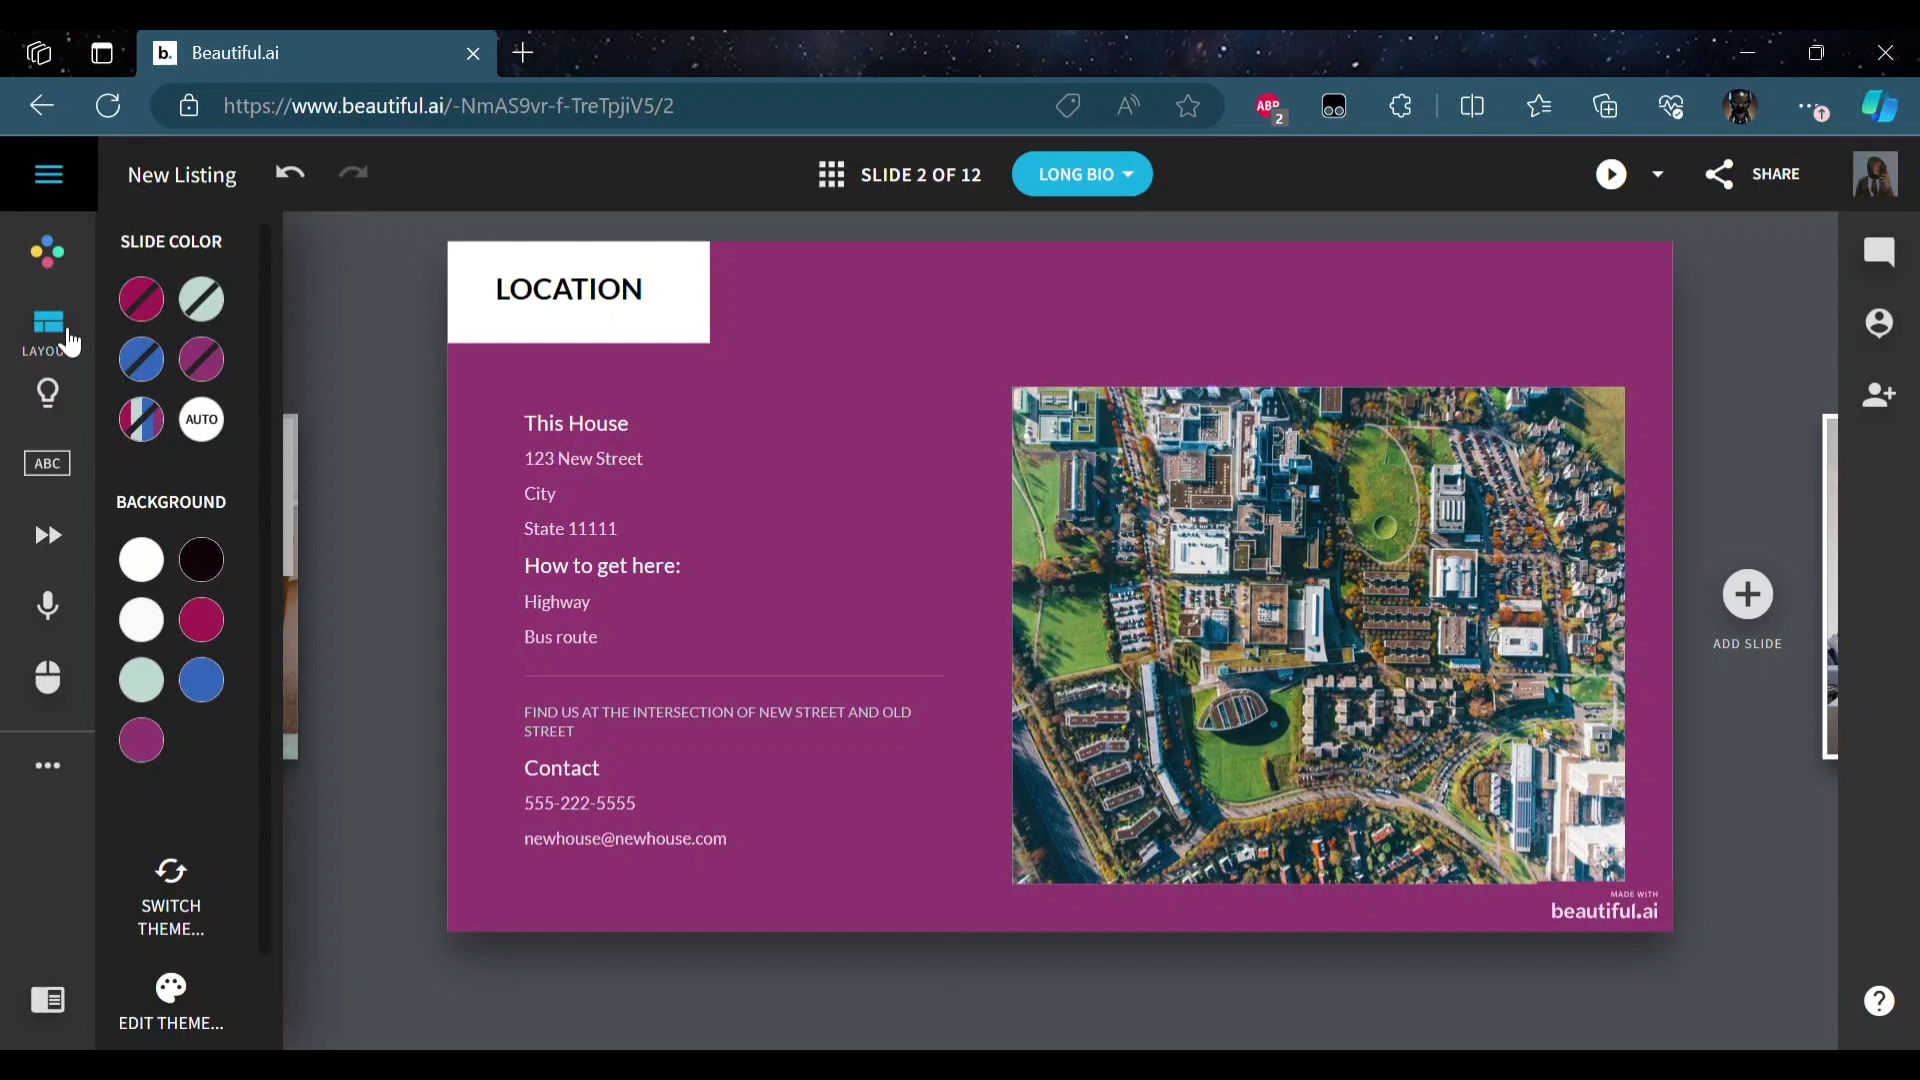 b. Beautiful.ai
https://www.beautiful.ai/-NmAS9vr-f-TreTpjiV5/2
ABP
2
New Listing
SLIDE 2 OF 12
LONG BIO
SHARE
SLIDE COLOR
LOCATION
LAYOU
AUTO
ABC
This House
123 New Street
City
State 11111
How to get here:
Highway
Bus route
BACKGROUND
ADD SLIDE
FIND US AT THE INTERSECTION OF NEW STREET AND OLD
STREET
Contact
555-222-5555
newhouse@newhouse.com
SWITCH
THEME...
MADE WITH
beautiful.ai
EDIT THEME...
?